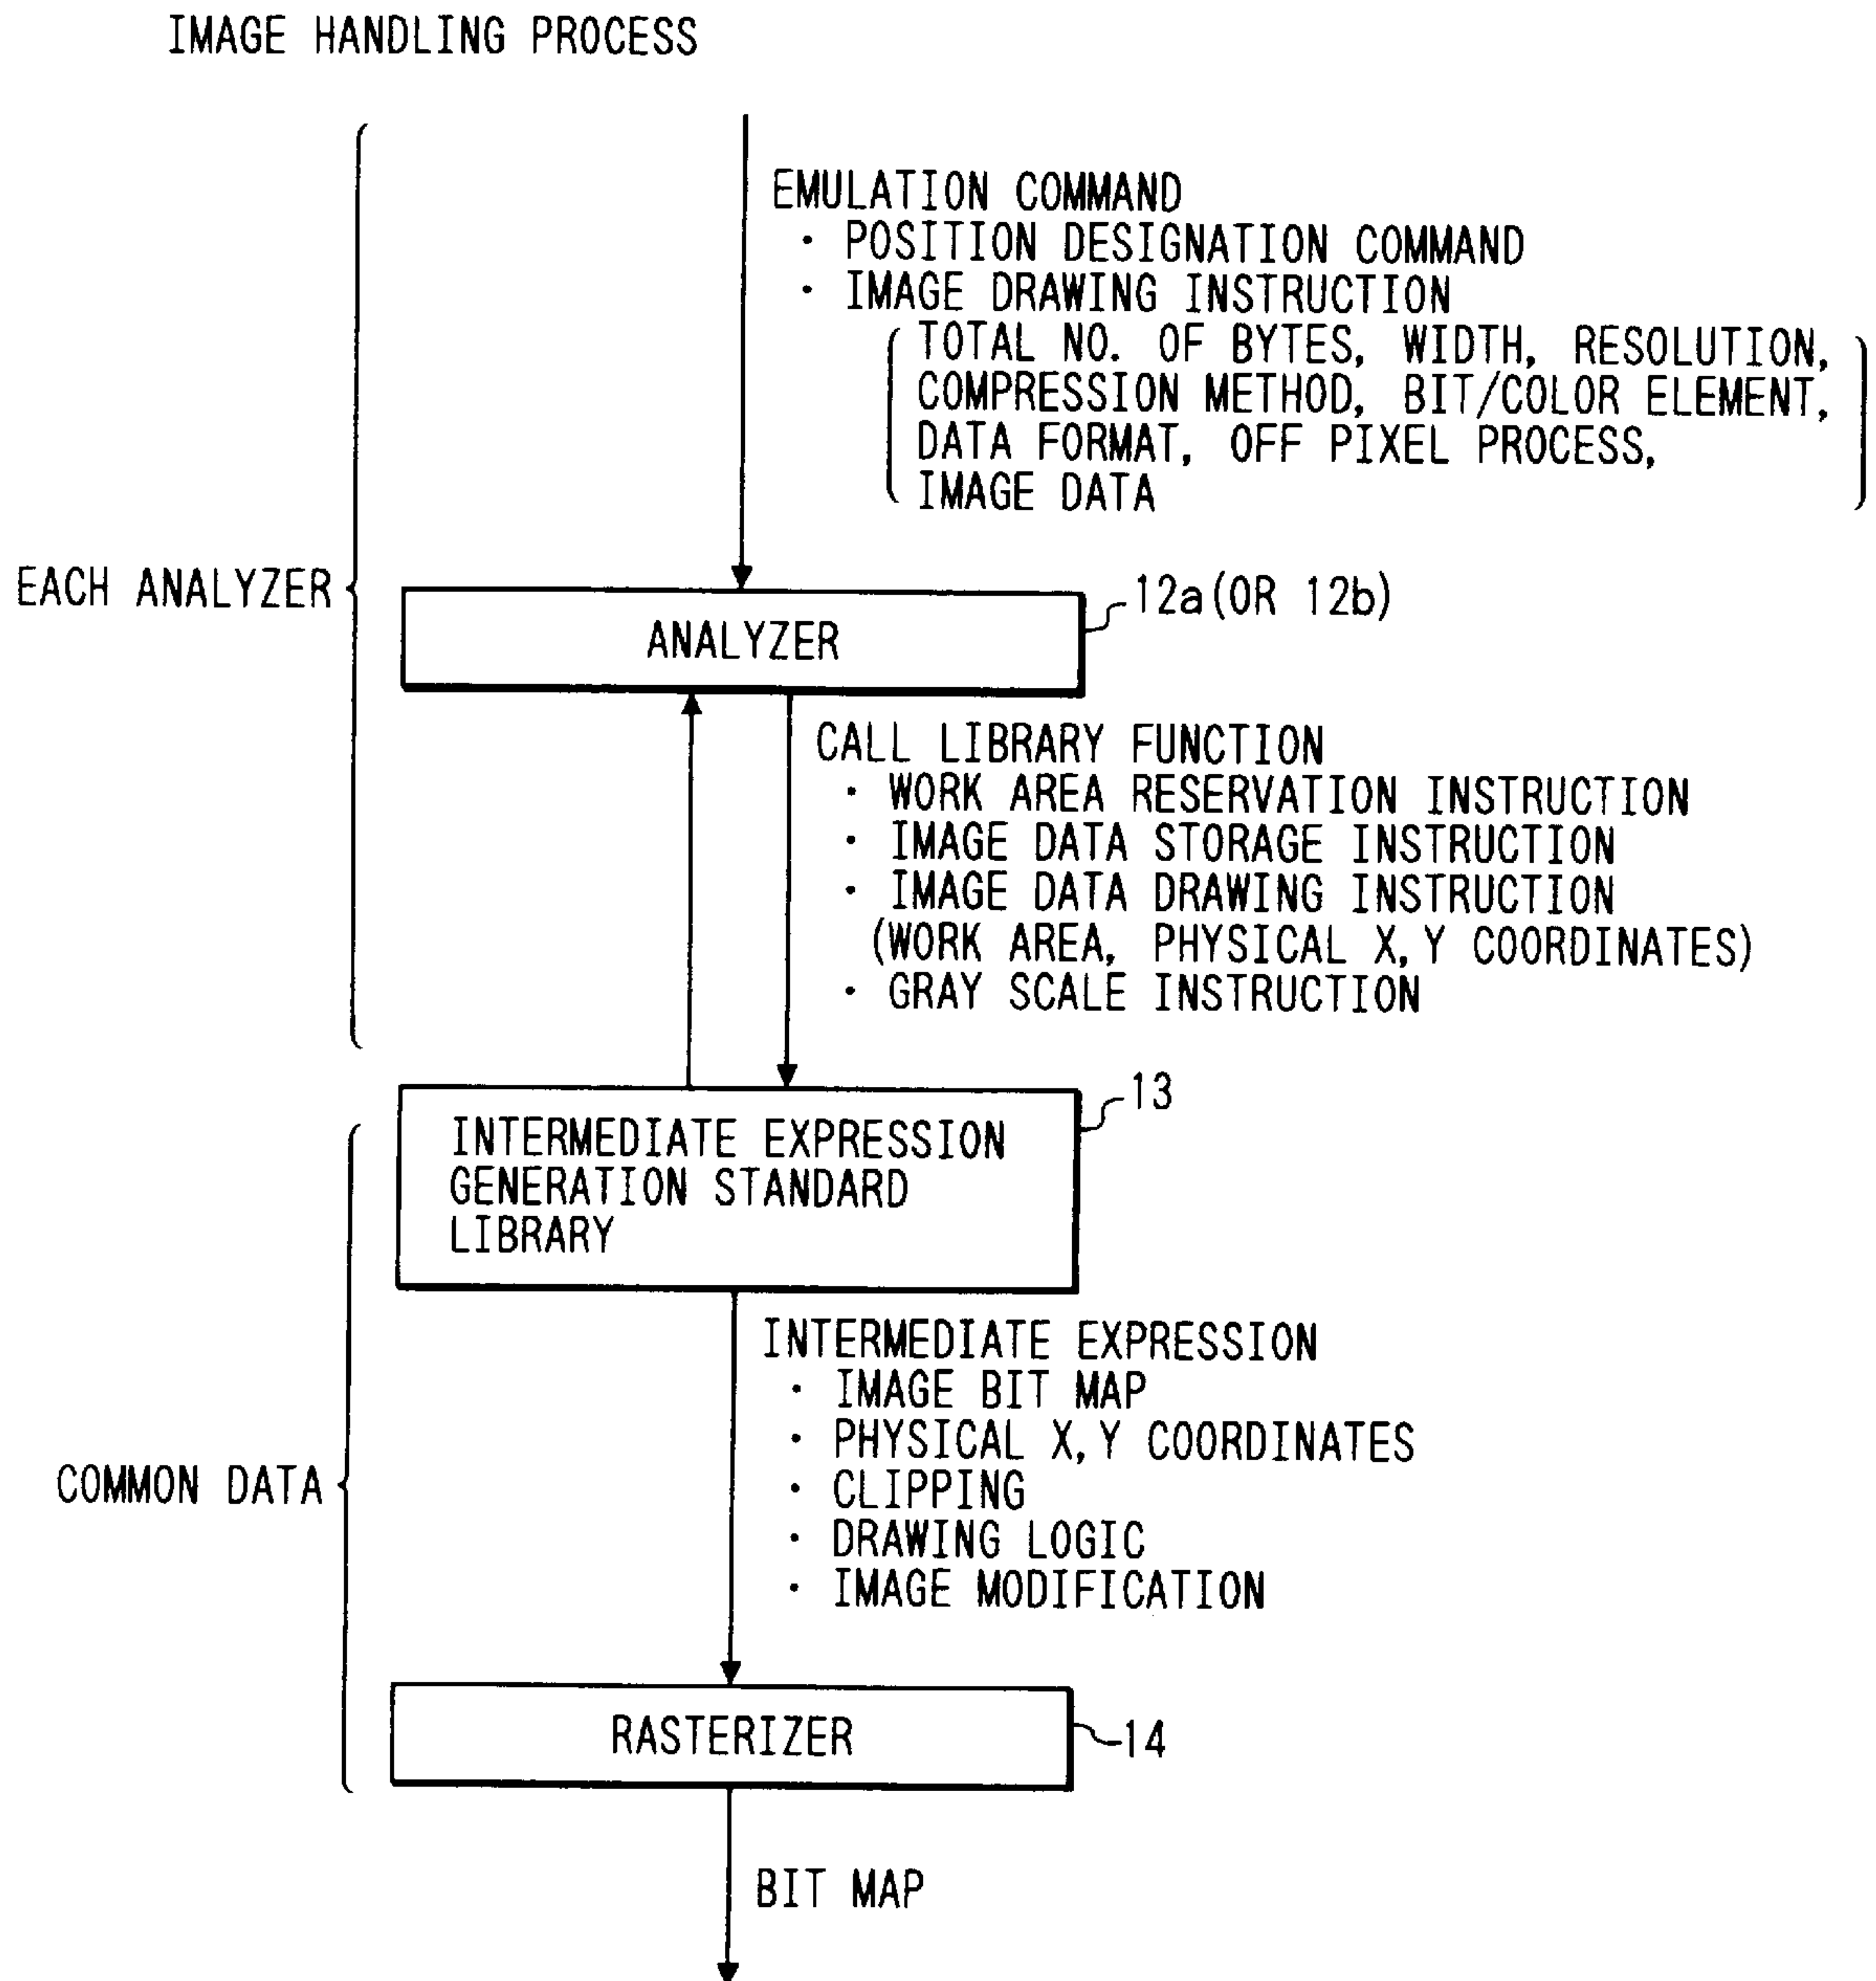 IMAGE HANDLING PROCESS
EMULATION COMMAND
· POSITION DESIGNATION COMMAND
· IMAGE DRAWING INSTRUCTION
TOTAL NO. OF BYTES, WIDTH, RESOLUTION,
COMPRESSION METHOD, BIT/COLOR ELEMENT,
DATA FORMAT, OFF PIXEL PROCESS,
IMAGE DATA
EACH ANALYZER
12a(OR 12b)
ANALYZER
CALL LIBRARY FUNCTION
· WORK AREA RESERVATION INSTRUCTION
· IMAGE DATA STORAGE INSTRUCTION
· IMAGE DATA DRAWING INSTRUCTION
(WORK AREA, PHYSICAL X,Y COORDINATES)
· GRAY SCALE INSTRUCTION
13
INTERMEDIATE EXPRESSION
GENERATION STANDARD
LIBRARY
INTERMEDIATE EXPRESSION
· IMAGE BIT MAP
· PHYSICAL X,Y COORDINATES
· CLIPPING
· DRAWING LOGIC
· IMAGE MODIFICATION
COMMON DATA
RASTERIZER
14
BIT MAP